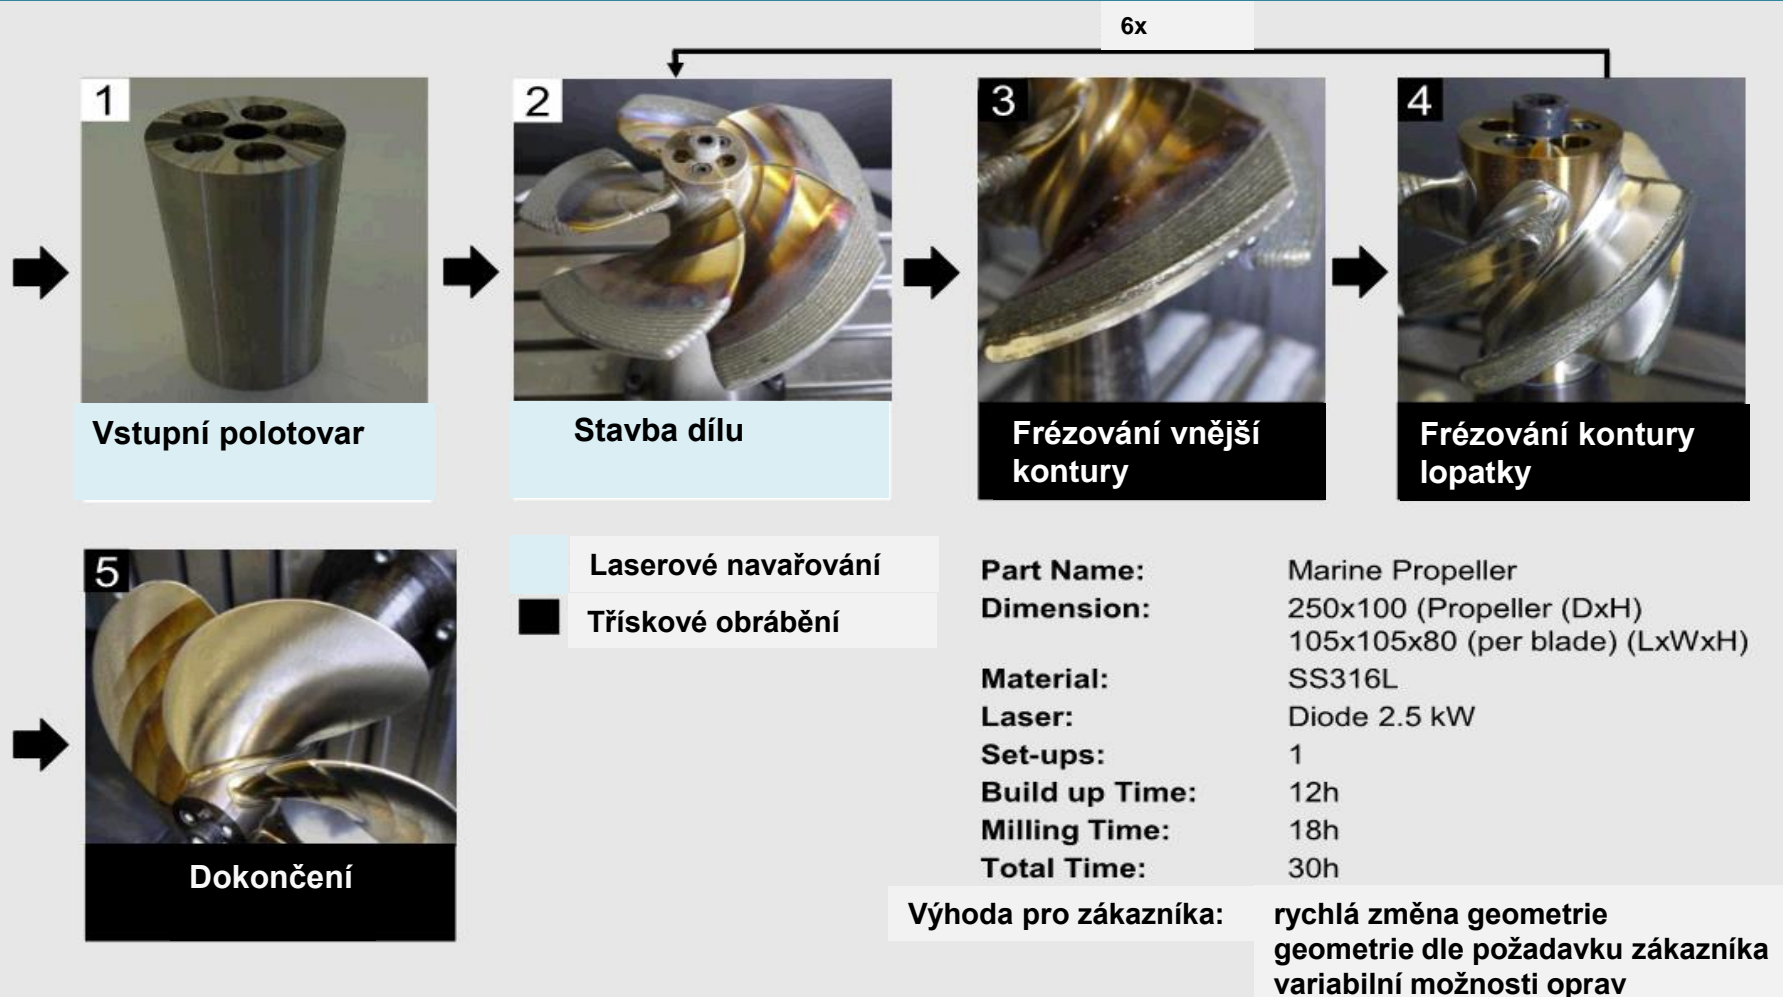 6x
1
2
3
4
Vstupní polotovar
Stavba dílu
Frézování vnější
kontury
Frézování kontury
lopatky
5
Dokončení
Laserové navařování
Třískové obrábění
Part Name: Marine Propeller
Dimension: 250x100 (Propeller (DxH)
105x105x80 (per blade) (LxWxH)
Material: SS316L
Laser: Diode 2.5 kW
Set-ups: 1
Build up Time: 12h
Milling Time: 18h
Total Time: 30h
Výhoda pro zákazníka: rychlá změna geometrie
geometrie dle požadavku zákazníka
variabilní možnosti oprav